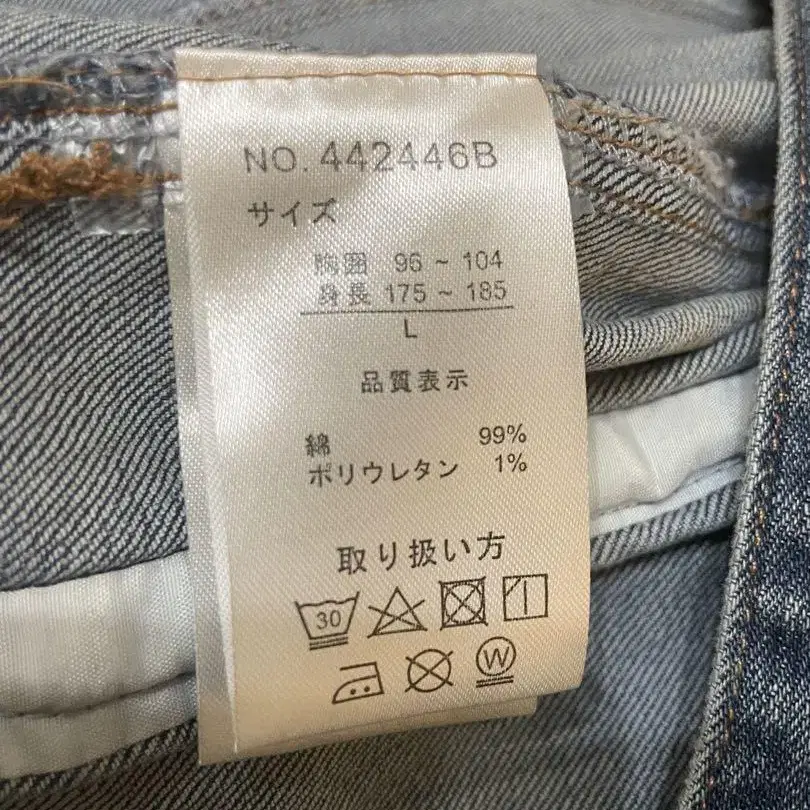 NO. 442446B
サイズ
胸囲 96 ~ 104
身長 175 ~ 185
L
品質表示
綿 99%
ポリウレタン 1%
取り扱い方
30
W